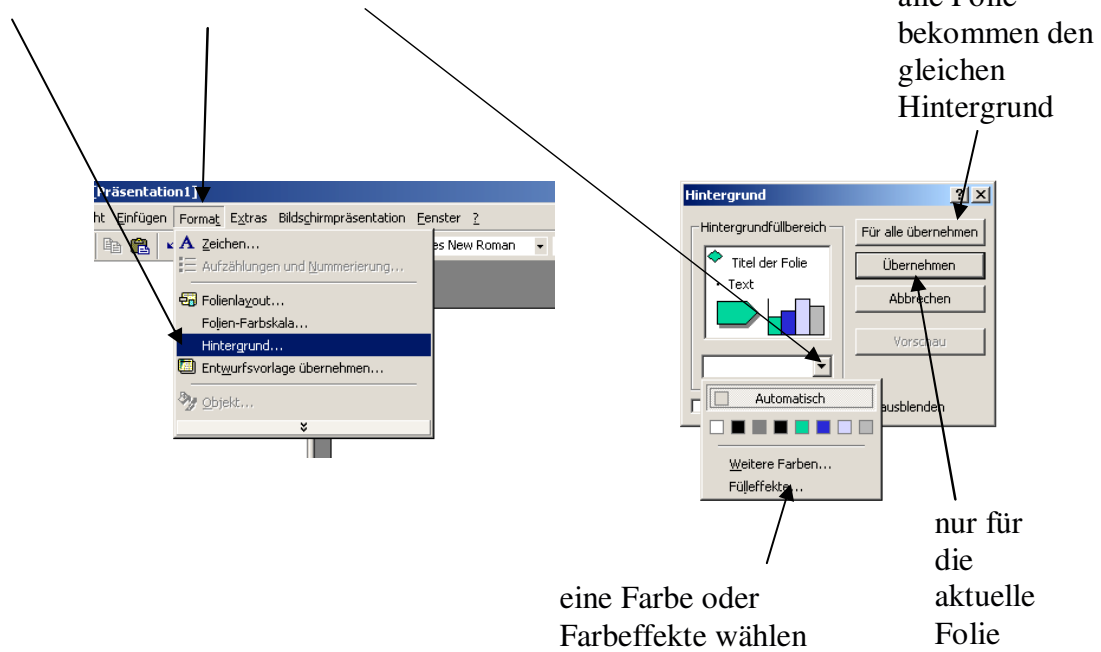 alle Folie
bekommen den
gleichen
Hintergrund
[Präsentation1]
ht Einfügen Format Extras Bildschirmpräsentation Fenster ?
es New Roman
Zeichen...
Aufzählungen und Nummerierung...
Folienlayout...
Folien-Farbskala...
Hintergrund...
Entwurfsvorlage übernehmen...
Objekt...
Hintergrund
Hintergrundfüllbereich
Titel der Folie
• Text
Für alle übernehmen
Übernehmen
Abbrechen
Vorschau
Automatisch
ausblenden
Weitere Farben...
Fülleffekte...
eine Farbe oder
Farbeffekte wählen
nur für
die
aktuelle
Folie